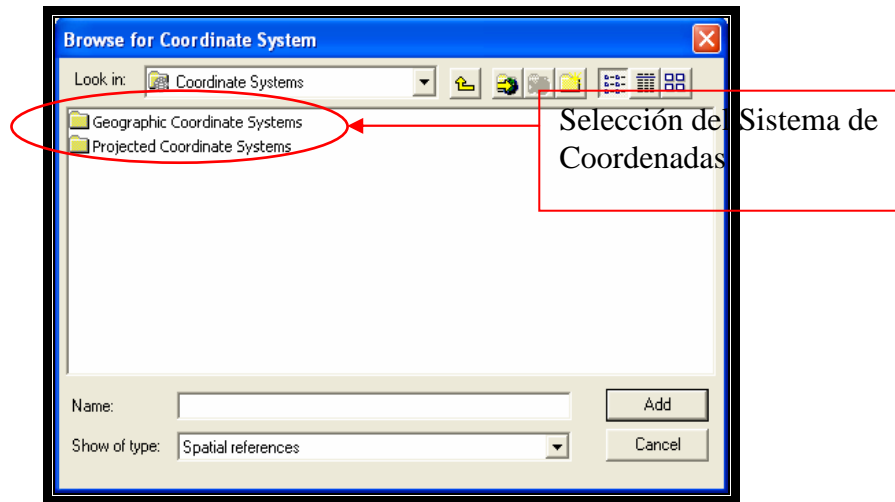 Browse for Coordinate System
Look in: Coordinate Systems
Geographic Coordinate Systems
Projected Coordinate Systems
Selección del Sistema de
Coordenadas
Name:
Add
Show of type: Spatial references
Cancel